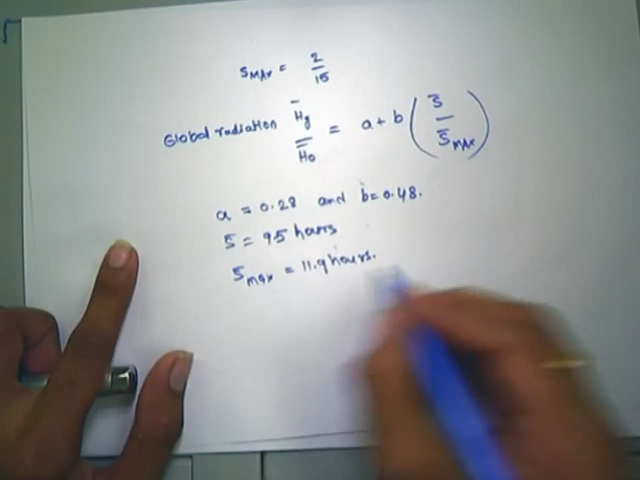 SMAX = 2/15
Global radiation H̅g/H̅o = a + b (S̅/S̅MAX)
a = 0.28 and b = 0.48.
S = 9.5 hours
Smax = 11.9 hours.